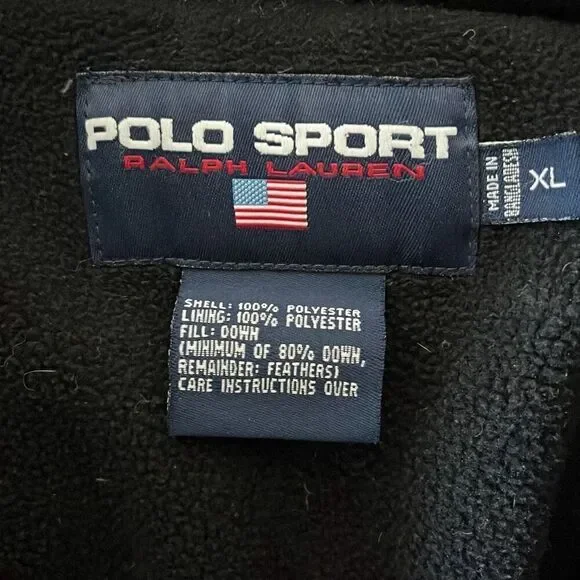 POLO SPORT
RALPH LAUREN
MADE IN
BANGLADESH
XL
SHELL: 100% POLYESTER
LINING: 100% POLYESTER
FILL: DOWN
(MINIMUM OF 80% DOWN,
REMAINDER: FEATHERS)
CARE INSTRUCTIONS OVER